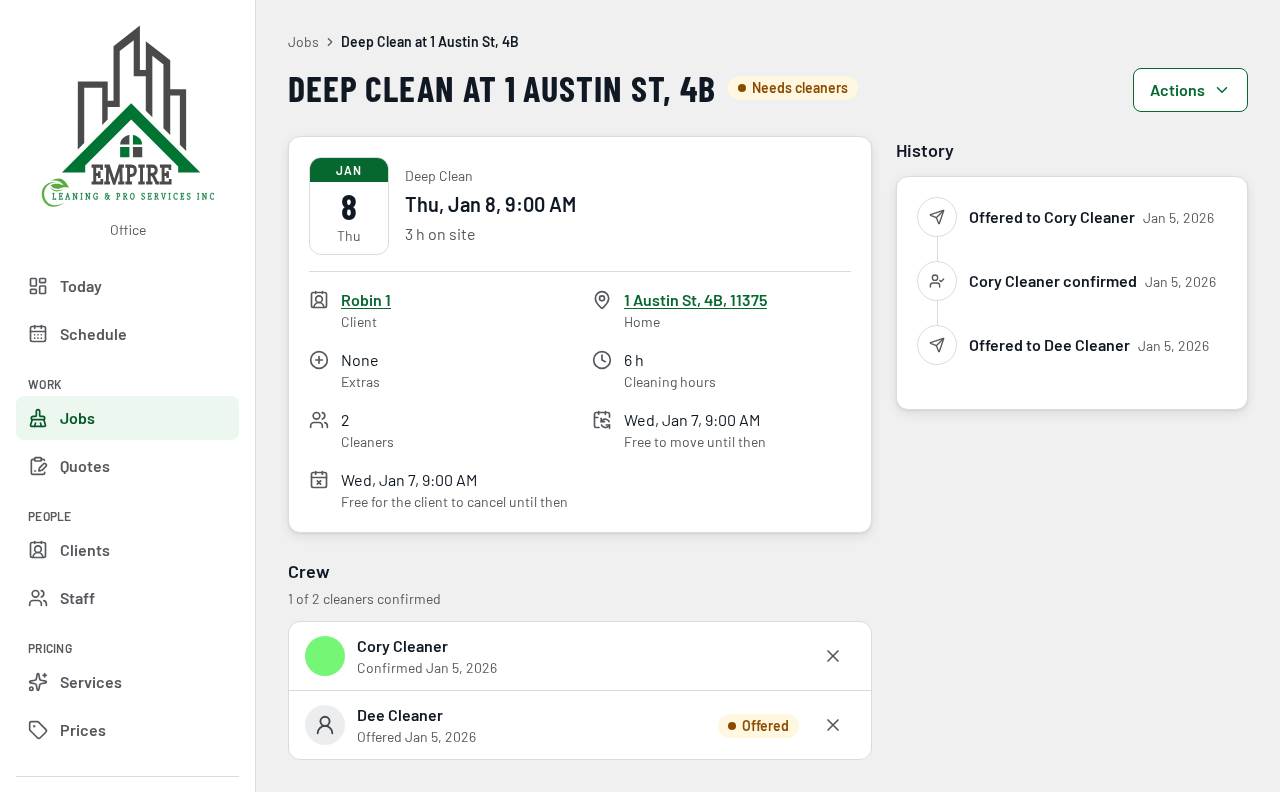 EMPIRE
LEANING & PRO SERVICES INC
Office
Today
Schedule
WORK
Jobs
Quotes
PEOPLE
Clients
Staff
PRICING
Services
Prices
Jobs > Deep Clean at 1 Austin St, 4B
DEEP CLEAN AT 1 AUSTIN ST, 4B
Needs cleaners
Actions
JAN
8
Thu
Deep Clean
Thu, Jan 8, 9:00 AM
3 h on site
Robin 1
Client
1 Austin St, 4B, 11375
Home
None
Extras
6 h
Cleaning hours
2
Cleaners
Wed, Jan 7, 9:00 AM
Free to move until then
Wed, Jan 7, 9:00 AM
Free for the client to cancel until then
Crew
1 of 2 cleaners confirmed
Cory Cleaner
Confirmed Jan 5, 2026
Dee Cleaner
Offered Jan 5, 2026
Offered
History
Offered to Cory Cleaner Jan 5, 2026
Cory Cleaner confirmed Jan 5, 2026
Offered to Dee Cleaner Jan 5, 2026